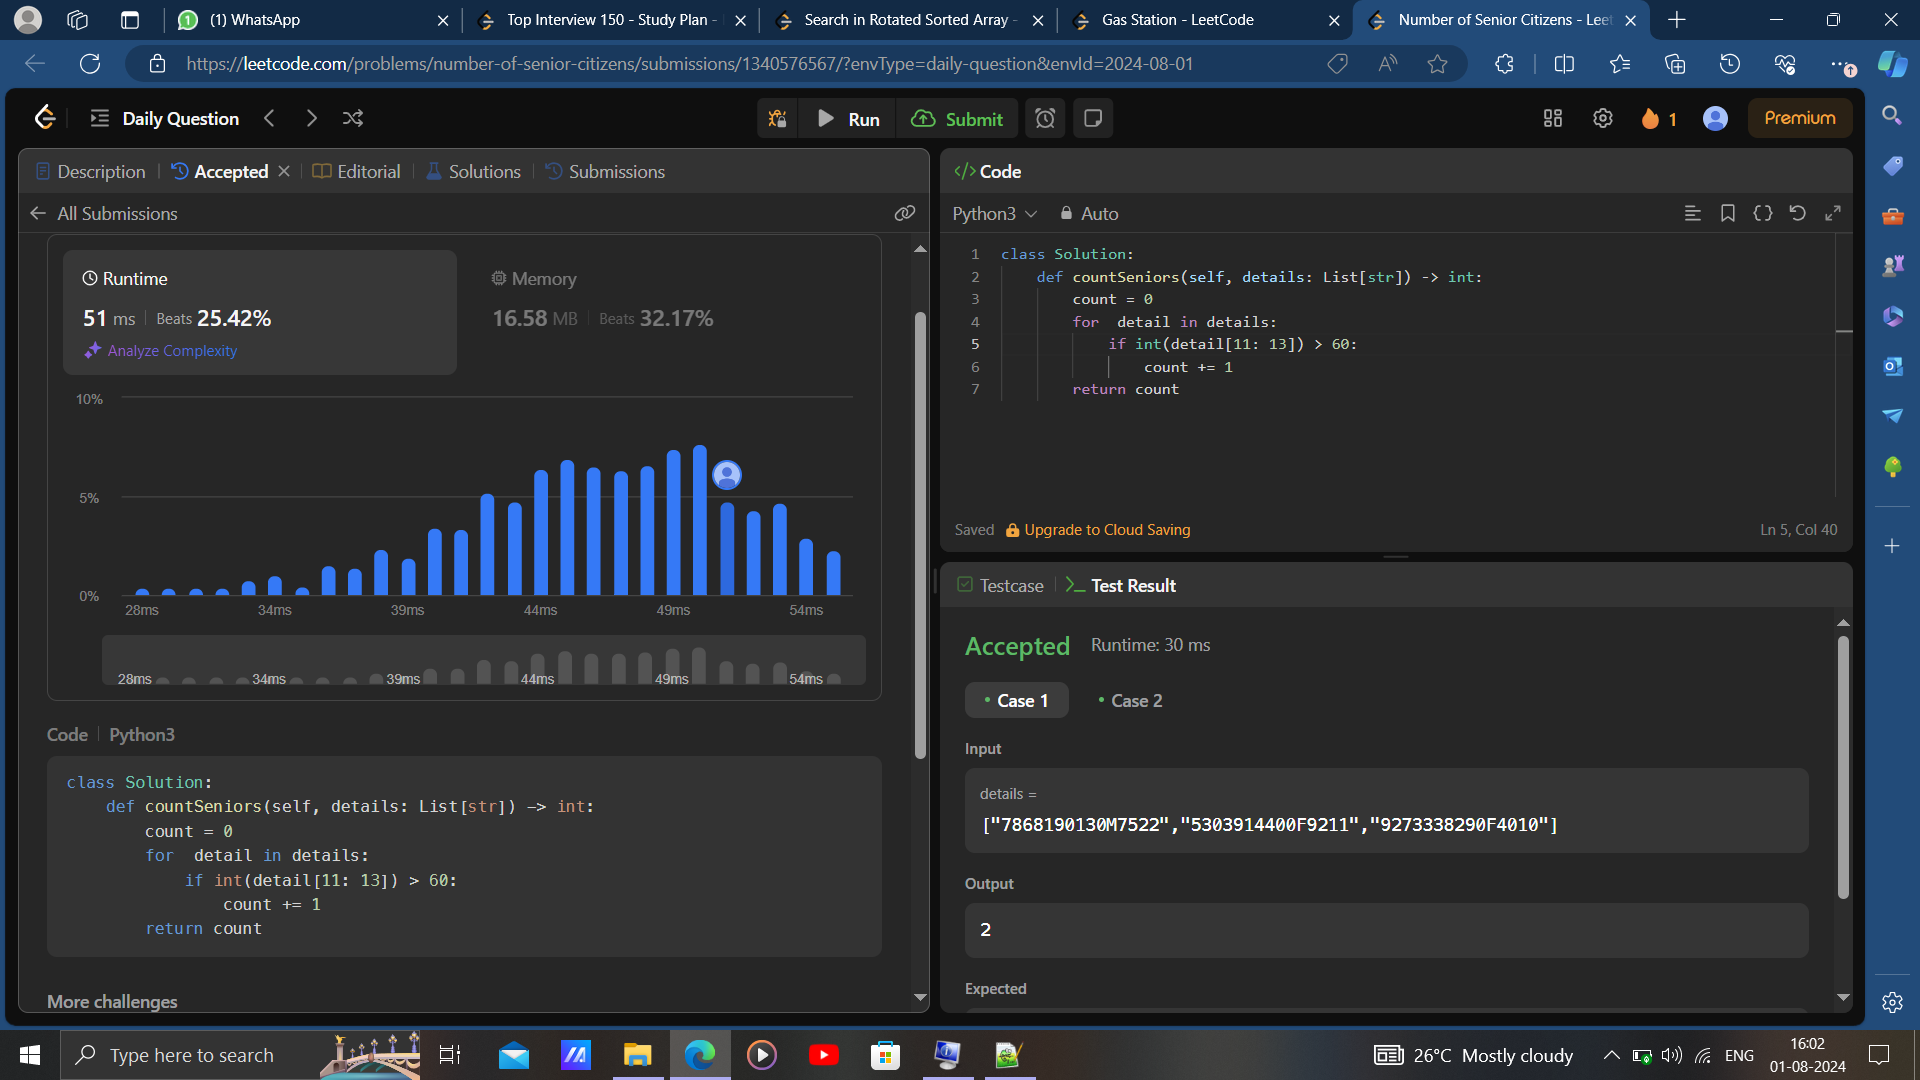 (1) WhatsApp
Top Interview 150 - Study Plan -
Search in Rotated Sorted Array -
Gas Station - LeetCode
Number of Senior Citizens - Leet
https://leetcode.com/problems/number-of-senior-citizens/submissions/1340576567/?envType=daily-question&envId=2024-08-01
Daily Question
Run
Submit
1
Premium
Description
Accepted
Editorial
Solutions
Submissions
All Submissions
Runtime
51 ms
Beats 25.42%
Analyze Complexity
Memory
16.58 MB
Beats 32.17%
10%
5%
0%
28ms 34ms 39ms 44ms 49ms 54ms
28ms 34ms 39ms 44ms 49ms 54ms
Code
Python3
class Solution:
def countSeniors(self, details: List[str]) -> int:
count = 0
for  detail in details:
if int(detail[11: 13]) > 60:
count += 1
return count
More challenges
</> Code
Python3
Auto
1 class Solution:
2 def countSeniors(self, details: List[str]) -> int:
3 count = 0
4 for  detail in details:
5 if int(detail[11: 13]) > 60:
6 count += 1
7 return count
Saved
Upgrade to Cloud Saving
Ln 5, Col 40
Testcase
Test Result
Accepted
Runtime: 30 ms
Case 1
Case 2
Input
details =
["7868190130M7522","5303914400F9211","9273338290F4010"]
Output
2
Expected
Type here to search
26°C Mostly cloudy
ENG
16:02
01-08-2024